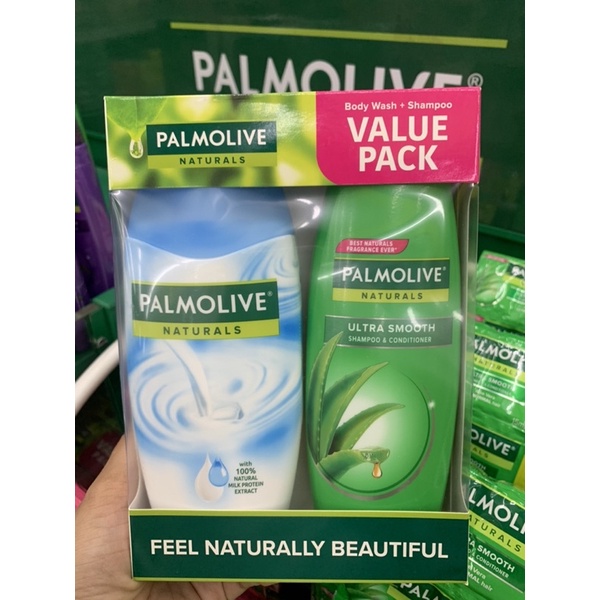 PALMOLIVE®
PALMOLIVE
NATURALS
Body Wash + Shampoo
VALUE
PACK
PALMOLIVE®
NATURALS
with
100%
NATURAL
MILK PROTEIN
EXTRACT
BEST NATURALS
FRAGRANCE EVER*
PALMOLIVE®
NATURALS
ULTRA SMOOTH
SHAMPOO & CONDITIONER
FEEL NATURALLY BEAUTIFUL